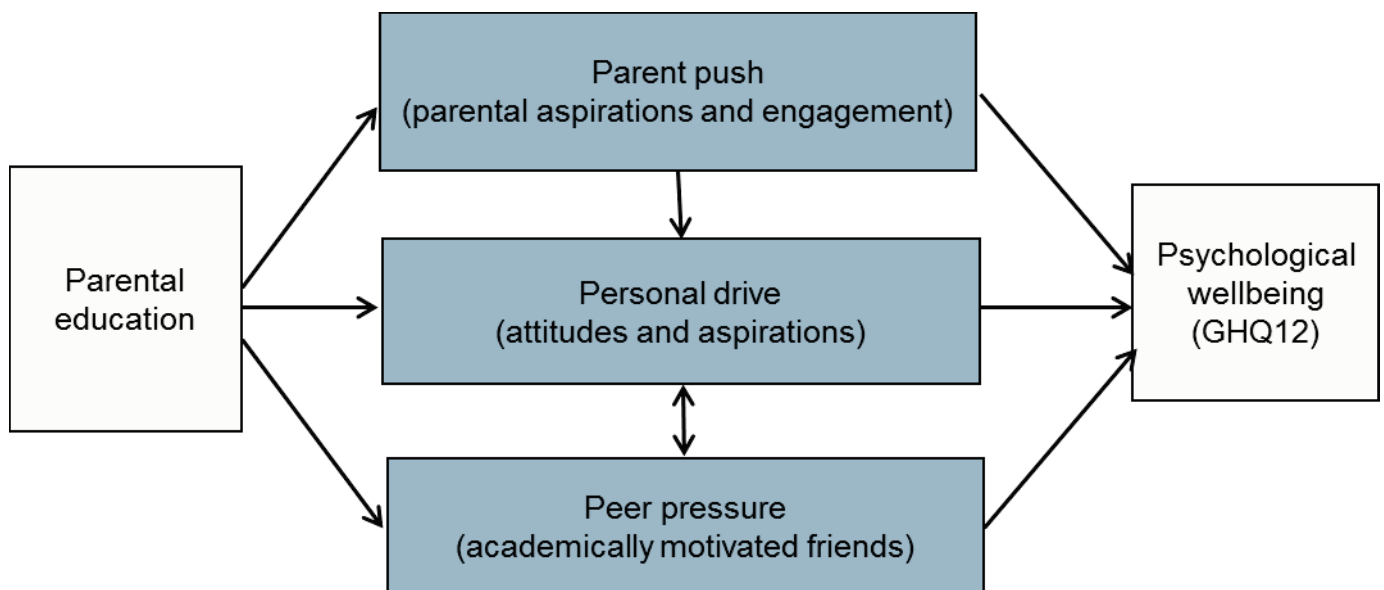 Parent push
(parental aspirations and engagement)
Parental
education
Personal drive
(attitudes and aspirations)
Psychological
wellbeing
(GHQ12)
Peer pressure
(academically motivated friends)